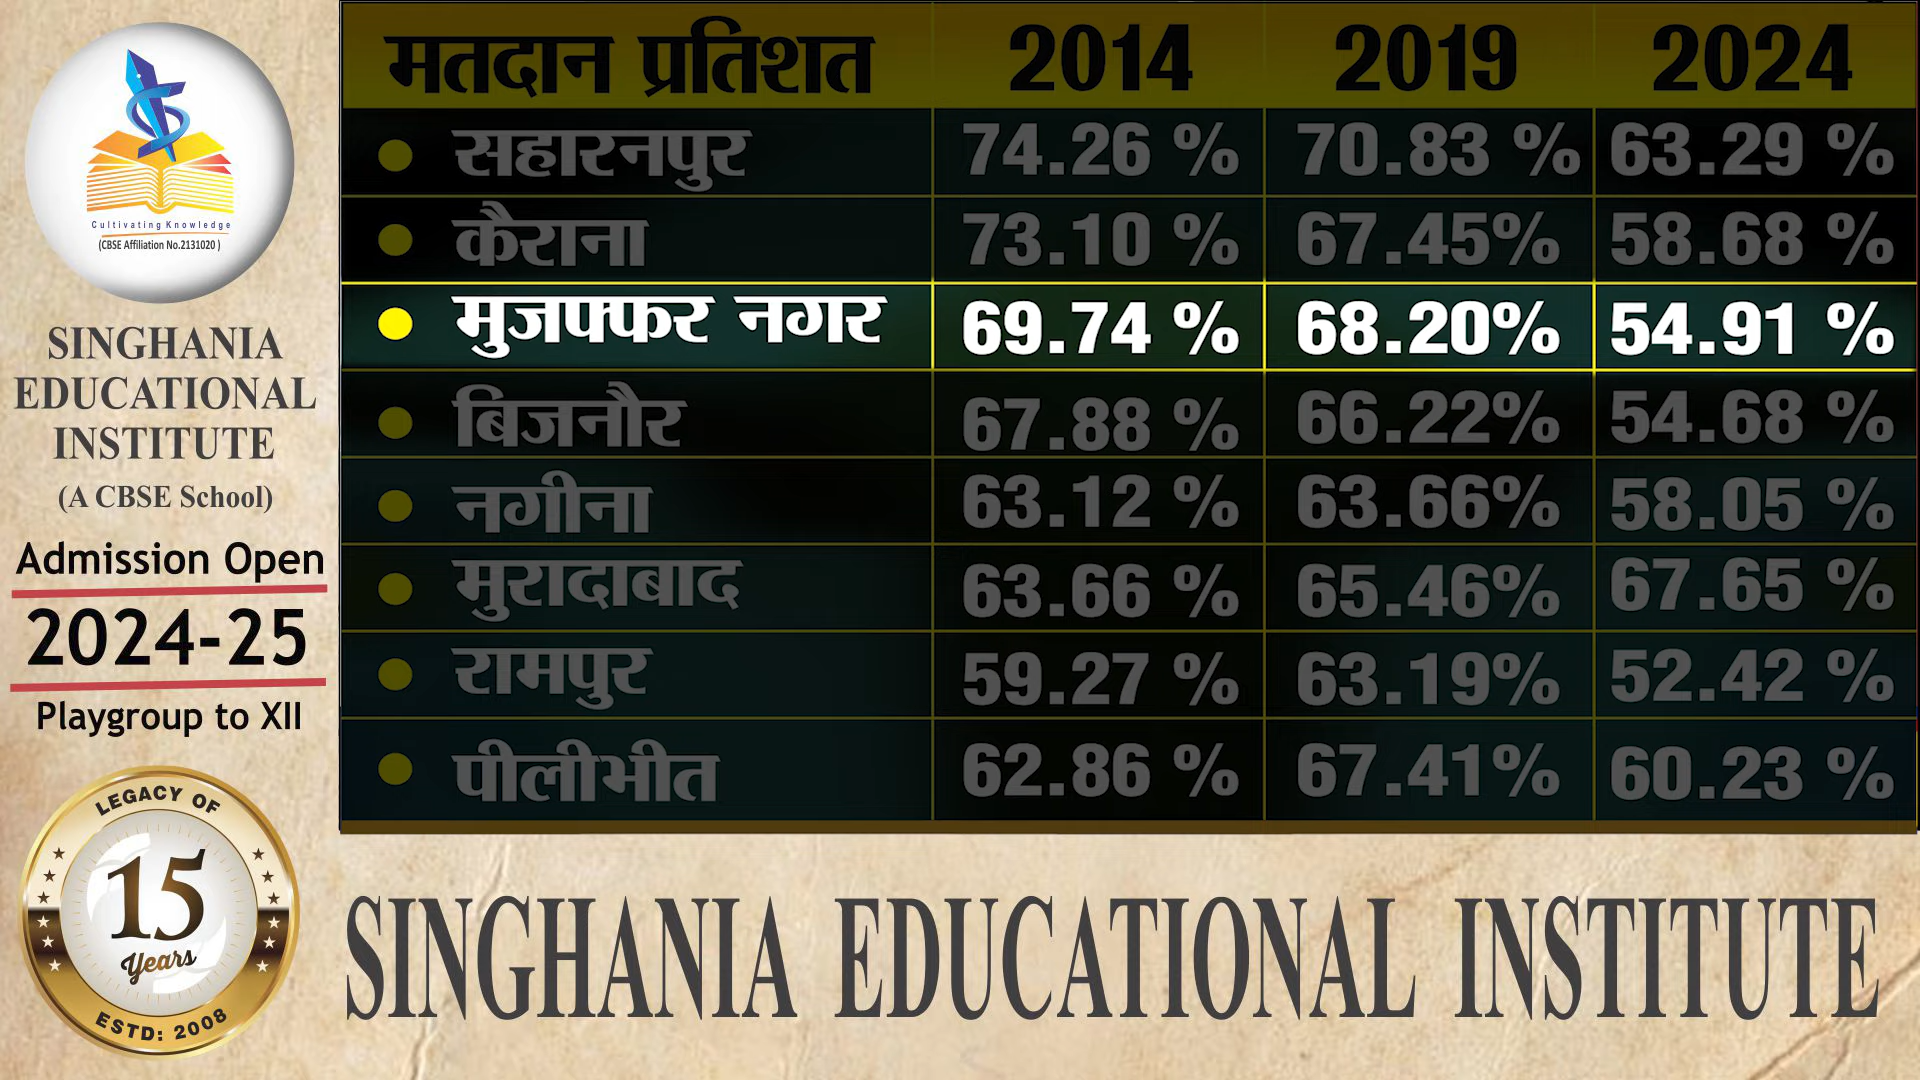 Cultivating Knowledge
(CBSE Affiliation No.2131020 )
SINGHANIA
EDUCATIONAL
INSTITUTE
(A CBSE School)
Admission Open
2024-25
Playgroup to XII
LEGACY OF
15
Years
ESTD: 2008
मतदान प्रतिशत 2014 2019 2024
सहारनपुर 74.26 % 70.83 % 63.29 %
कैराना 73.10 % 67.45% 58.68 %
मुजफ्फर नगर 69.74 % 68.20% 54.91 %
बिजनौर 67.88 % 66.22% 54.68 %
नगीना 63.12 % 63.66% 58.05 %
मुरादाबाद 63.66 % 65.46% 67.65 %
रामपुर 59.27 % 63.19% 52.42 %
पीलीभीत 62.86 % 67.41% 60.23 %
SINGHANIA EDUCATIONAL INSTITUTE